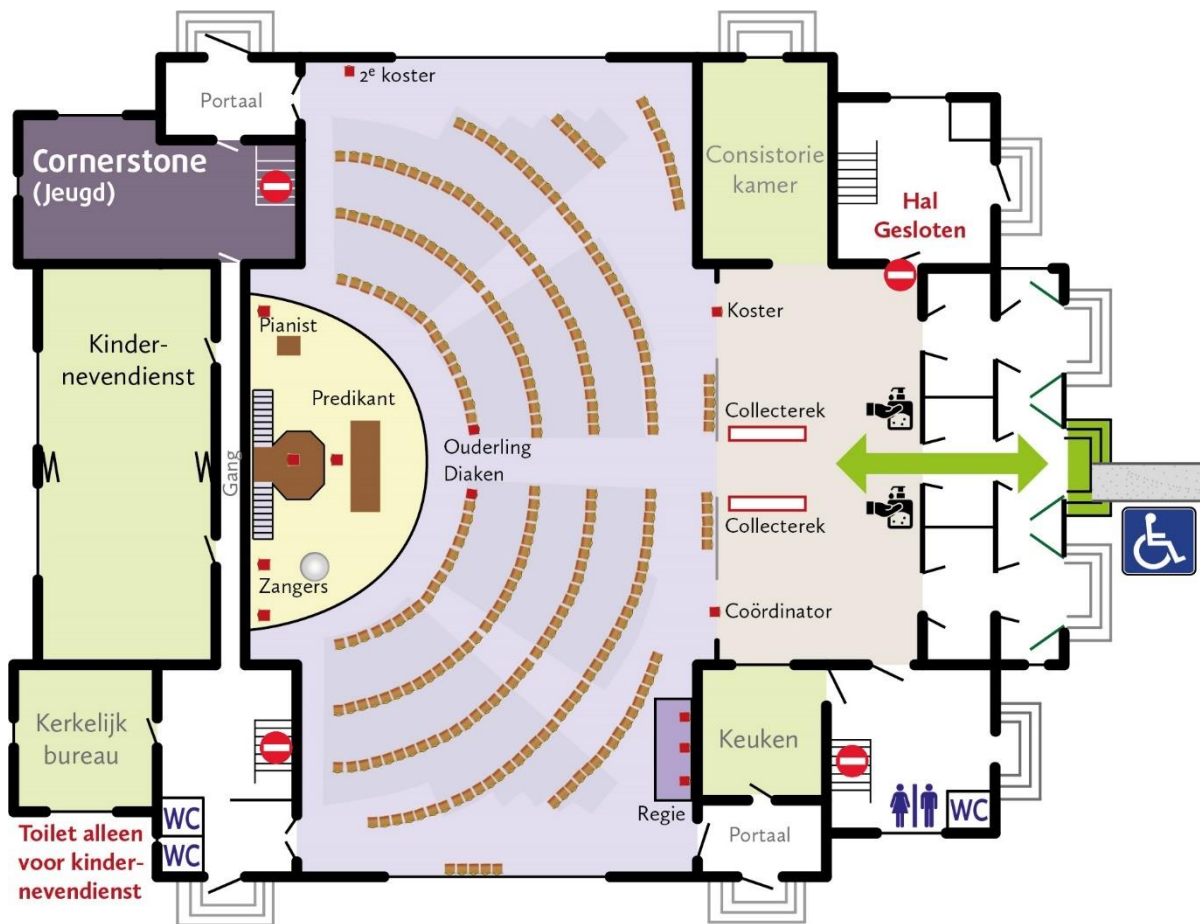 Portaal
2e koster
Cornerstone
(Jeugd)
Consistorie
kamer
Hal
Gesloten
Pianist
Koster
Kinder-
nevendienst
Predikant
Collecterek
Ouderling
Diaken
Gang
Collecterek
Zangers
Coördinator
Kerkelijk
bureau
Keuken
WC
WC
Regie
Portaal
WC
Toilet alleen
voor kinder-
nevendienst